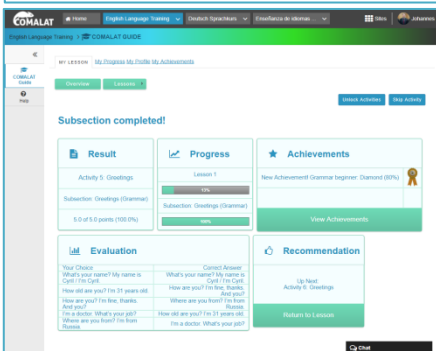 COMALAT
Home
English Language Training
Deutsch Sprachkurs
Enseñanza de idiomas ...
Sites
Johannes
English Language Training > COMALAT GUIDE
COMALAT Guide
Help
MY LESSON My Progress My Profile My Achievements
Overview
Lessons
Unlock Activities
Skip Activity
Subsection completed!
Result
Activity 5: Greetings
Subsection: Greetings (Grammar)
5.0 of 5.0 points (100.0%)
Progress
Lesson 1
13%
Subsection: Greetings (Grammar)
100%
Achievements
New Achievement! Grammar beginner: Diamond (80%)
View Achievements
Evaluation
Your Choice Correct Answer
What's your name? My name is Cyril / I'm Cyril. What's your name? My name is Cyril / I'm Cyril.
How old are you? I'm 31 years old. How are you? I'm fine, thanks. And you?
How are you? I'm fine, thanks. And you? Where are you from? I'm from Russia.
I'm a doctor. What's your job? How old are you? I'm 31 years old.
Where are you from? I'm from Russia. I'm a doctor. What's your job?
Recommendation
Up Next:
Activity 6: Greetings
Return to Lesson
Chat